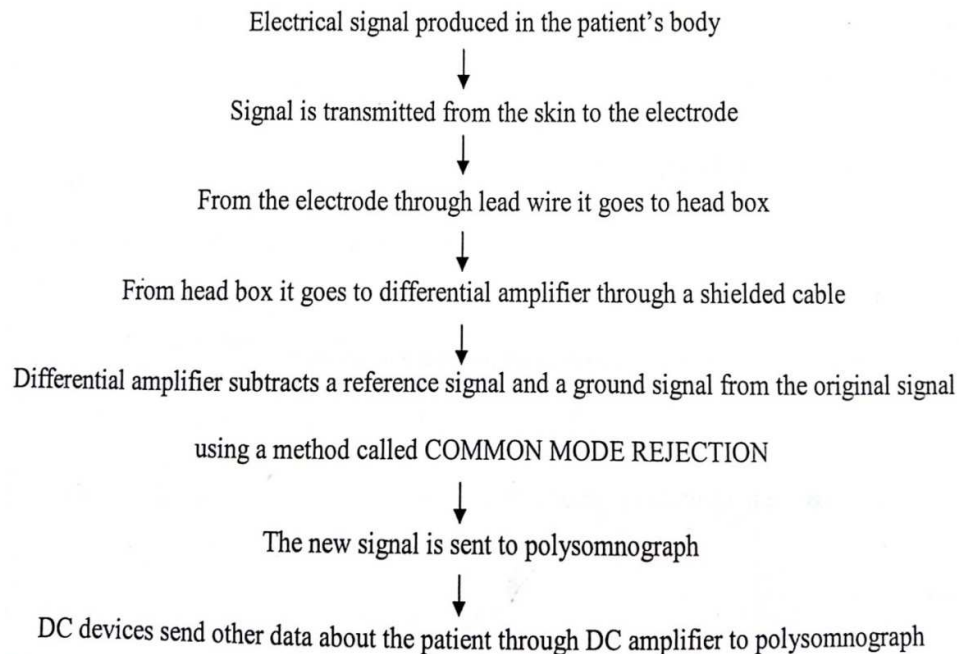 Electrical signal produced in the patient's body
Signal is transmitted from the skin to the electrode
From the electrode through lead wire it goes to head box
From head box it goes to differential amplifier through a shielded cable
Differential amplifier subtracts a reference signal and a ground signal from the original signal
using a method called COMMON MODE REJECTION
The new signal is sent to polysomnograph
DC devices send other data about the patient through DC amplifier to polysomnograph